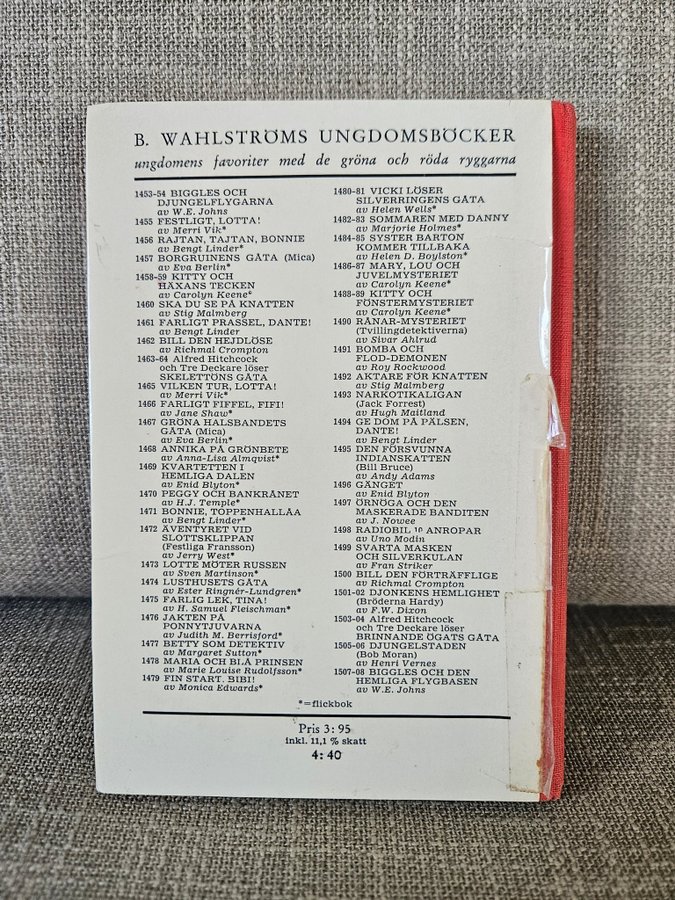 B. WAHLSTRÖMS UNGDOMSBÖCKER
ungdomens favoriter med de gröna och röda ryggarna
1453-54 BIGGLES OCH
DJUNGELFLYGARNA
av W.E. Johns
1455 FESTLIGT, LOTTA!
av Merri Vik*
1456 RAJTAN, TAJTAN, BONNIE
av Bengt Linder*
1457 BORGRUINENS GÅTA (Mica)
av Eva Berlin*
1458-59 KITTY OCH
HÄXANS TECKEN
av Carolyn Keene*
1460 SKA DU SE PÅ KNATTEN
av Stig Malmberg
1461 FARLIGT PRASSEL, DANTE!
av Bengt Linder
1462 BILL DEN HEJDLÖSE
av Richmal Crompton
1463-64 Alfred Hitchcock
och Tre Deckare löser
SKELETTÖNS GÅTA
1465 VILKEN TUR, LOTTA!
av Merri Vik*
1466 FARLIGT FIFFEL, FIFI!
av Jane Shaw*
1467 GRÖNA HALSBANDETS
GÅTA (Mica)
av Eva Berlin*
1468 ANNIKA PÅ GRÖNBETE
av Anna-Lisa Almqvist*
1469 KVARTETTEN I
HEMLIGA DALEN
av Enid Blyton*
1470 PEGGY OCH BANKRÅNET
av H.J. Temple*
1471 BONNIE, TOPPENHALLÅA
av Bengt Linder*
1472 ÄVENTYRET VID
SLOTTSKLIPPAN
(Festliga Fransson)
av Jerry West*
1473 LOTTE MÖTER RUSSEN
av Sven Martinson*
1474 LUSTHUSETS GÅTA
av Ester Ringnér-Lundgren*
1475 FARLIG LEK, TINA!
av H. Samuel Fleischman*
1476 JAKTEN PÅ
PONNYTJUVARNA
av Judith M. Berrisford*
1477 BETTY SOM DETEKTIV
av Margaret Sutton*
1478 MARIA OCH BLÅ PRINSEN
av Marie Louise Rudolfsson*
1479 FIN START. BIBI!
av Monica Edwards*
1480-81 VICKI LÖSER
SILVERRINGENS GÅTA
av Helen Wells*
1482-83 SOMMAREN MED DANNY
av Marjorie Holmes*
1484-85 SYSTER BARTON
KOMMER TILLBAKA
av Helen D. Boylston*
1486-87 MARY, LOU OCH
JUVELMYSTERIET
av Carolyn Keene*
1488-89 KITTY OCH
FÖNSTERMYSTERIET
av Carolyn Keene*
1490 RÅNAR-MYSTERIET
(Tvillingdetektiverna)
av Sivar Ahlrud
1491 BOMBA OCH
FLOD-DEMONEN
av Roy Rockwood
1492 AKTARE FÖR KNATTEN
av Stig Malmberg
1493 NARKOTIKALIGAN
(Jack Forrest)
av Hugh Maitland
1494 GE DOM PÅ PÄLSEN,
DANTE!
av Bengt Linder
1495 DEN FÖRSVUNNA
INDIANSKATTEN
(Bill Bruce)
av Andy Adams
1496 GÄNGET
av Enid Blyton
1497 ÖRNÖGA OCH DEN
MASKERADE BANDITEN
av J. Nowee
1498 RADIOBIL 10 ANROPAR
av Uno Modin
1499 SVARTA MASKEN
OCH SILVERKULAN
av Fran Striker
1500 BILL DEN FÖRTRÄFFLIGE
av Richmal Crompton
1501-02 DJONKENS HEMLIGHET
(Bröderna Hardy)
av F.W. Dixon
1503-04 Alfred Hitchcock
och Tre Deckare löser
BRINNANDE ÖGATS GÅTA
1505-06 DJUNGELSTADEN
(Bob Moran)
av Henri Vernes
1507-08 BIGGLES OCH DEN
HEMLIGA FLYGBASEN
av W.E. Johns
*=flickbok
Pris 3:95
inkl. 11,1 % skatt
4:40